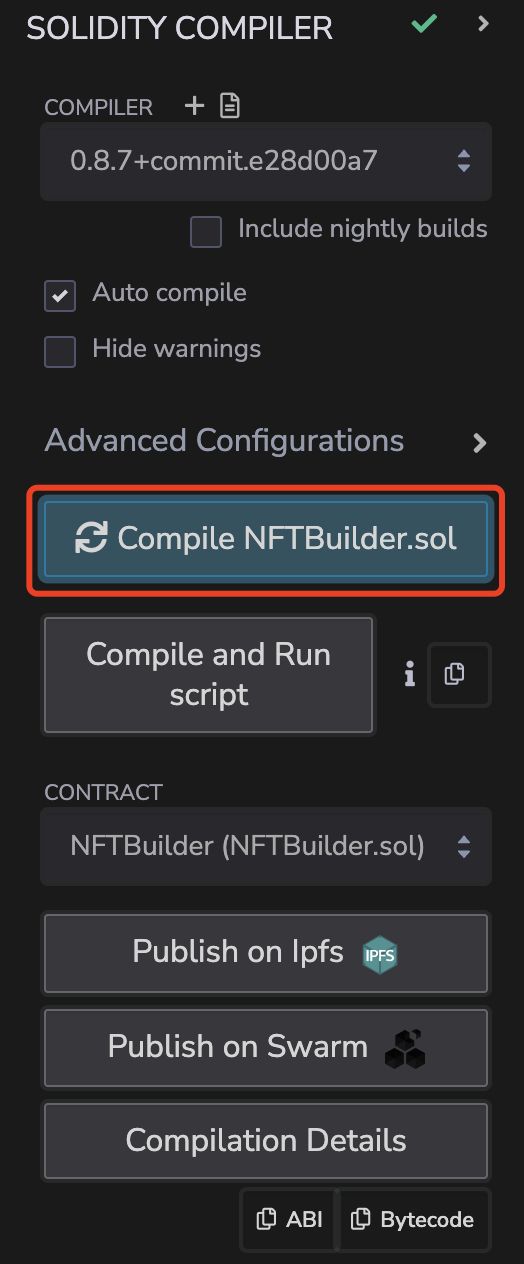 SOLIDITY COMPILER
COMPILER
0.8.7+commit.e28d00a7
Include nightly builds
Auto compile
Hide warnings
Advanced Configurations
Compile NFTBuilder.sol
Compile and Run
script
CONTRACT
NFTBuilder (NFTBuilder.sol)
Publish on Ipfs IPFS
Publish on Swarm
Compilation Details
ABI Bytecode